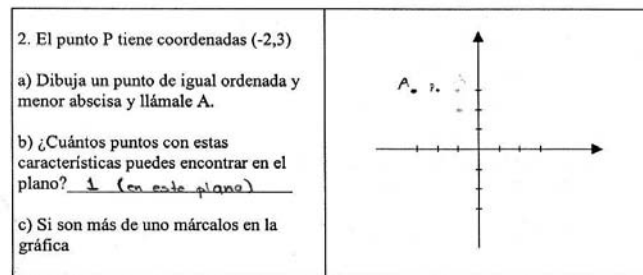 2. El punto P tiene coordenadas (-2,3)
a) Dibuja un punto de igual ordenada y
menor abscisa y llámale A.
b) ¿Cuántos puntos con estas
características puedes encontrar en el
plano? 1 (en este plano)
c) Si son más de uno márcalos en la
gráfica
A. P.